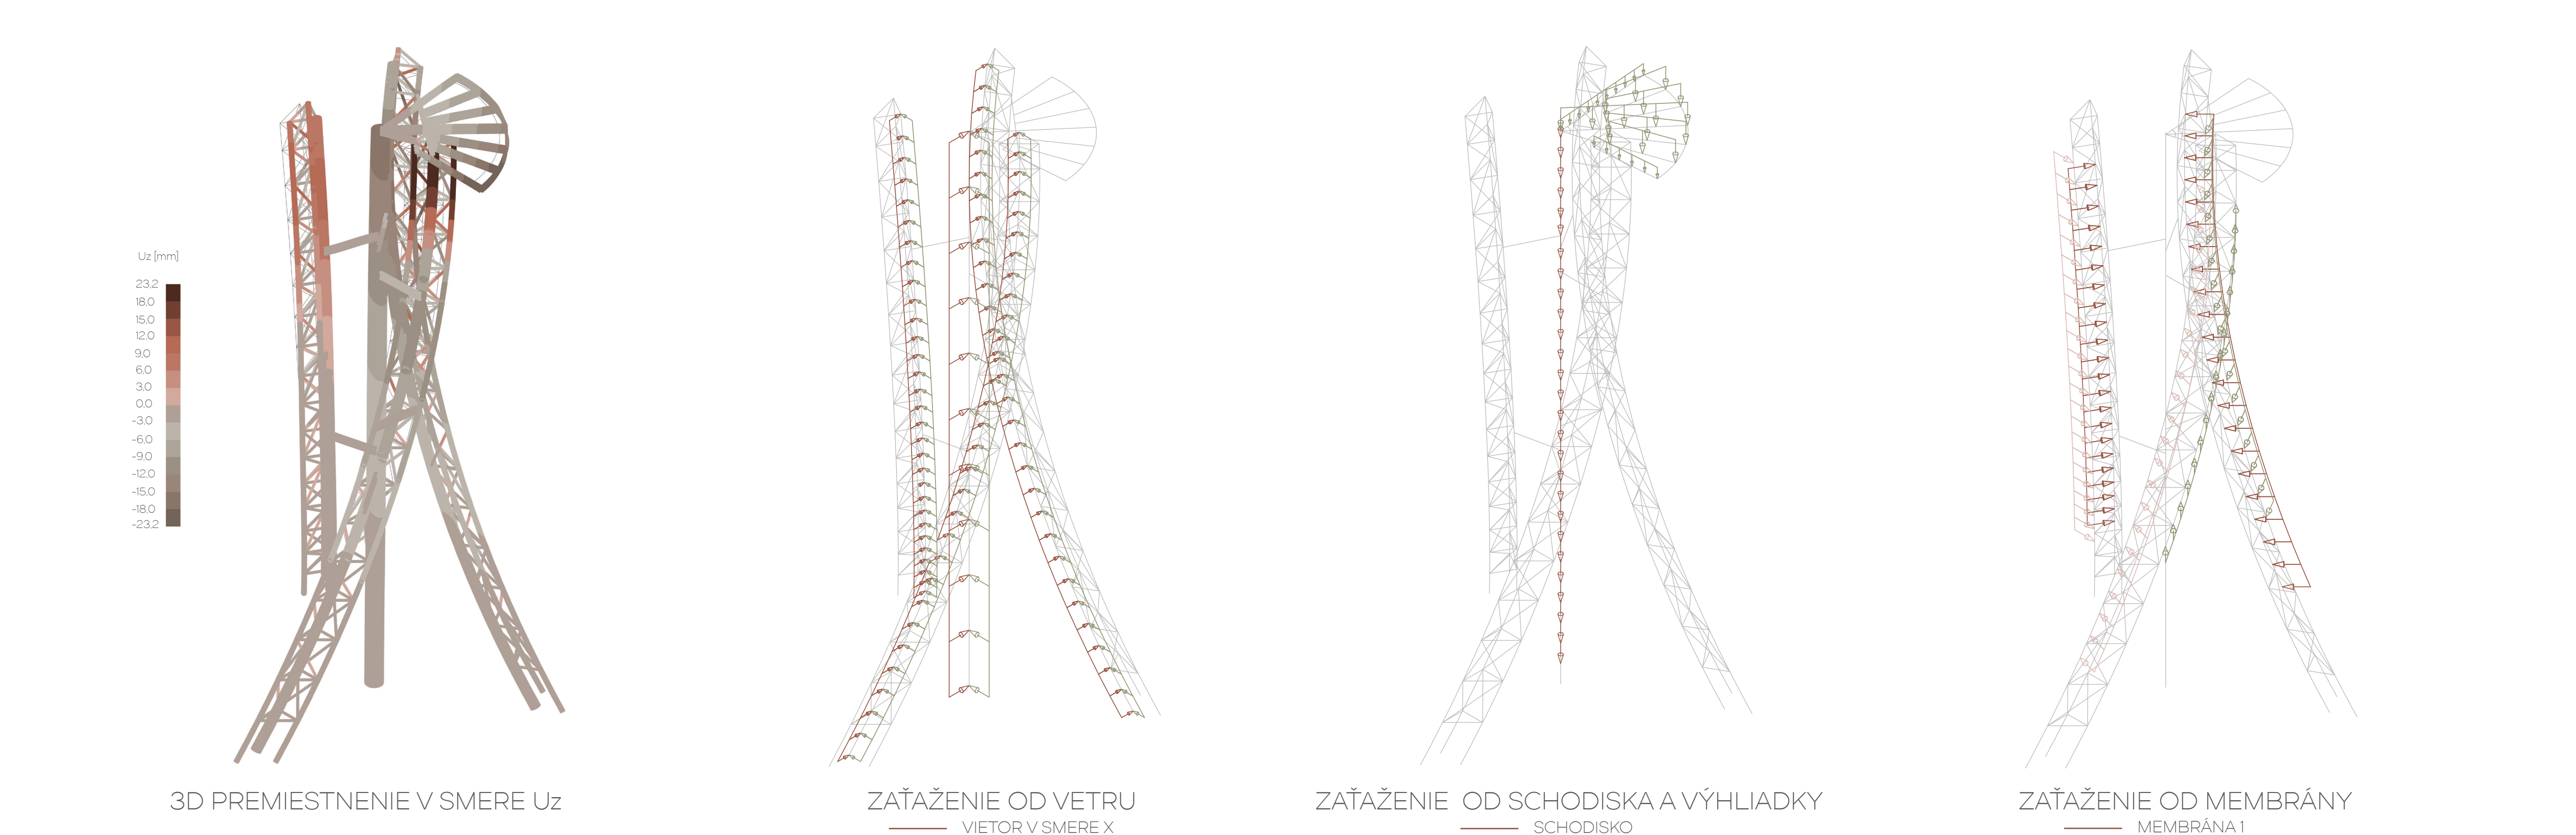 Uz [mm]
23.2
18.0
15.0
12.0
9.0
6.0
3.0
0.0
-3.0
-6.0
-9.0
-12.0
-15.0
-18.0
-23.2
3D PREMIESTNENIE V SMERE Uz
ZAŤAŽENIE OD VETRU
VIETOR V SMERE X
ZAŤAŽENIE OD SCHODISKA A VÝHLIADKY
SCHODISKO
ZAŤAŽENIE OD MEMBRÁNY
MEMBRÁNA 1